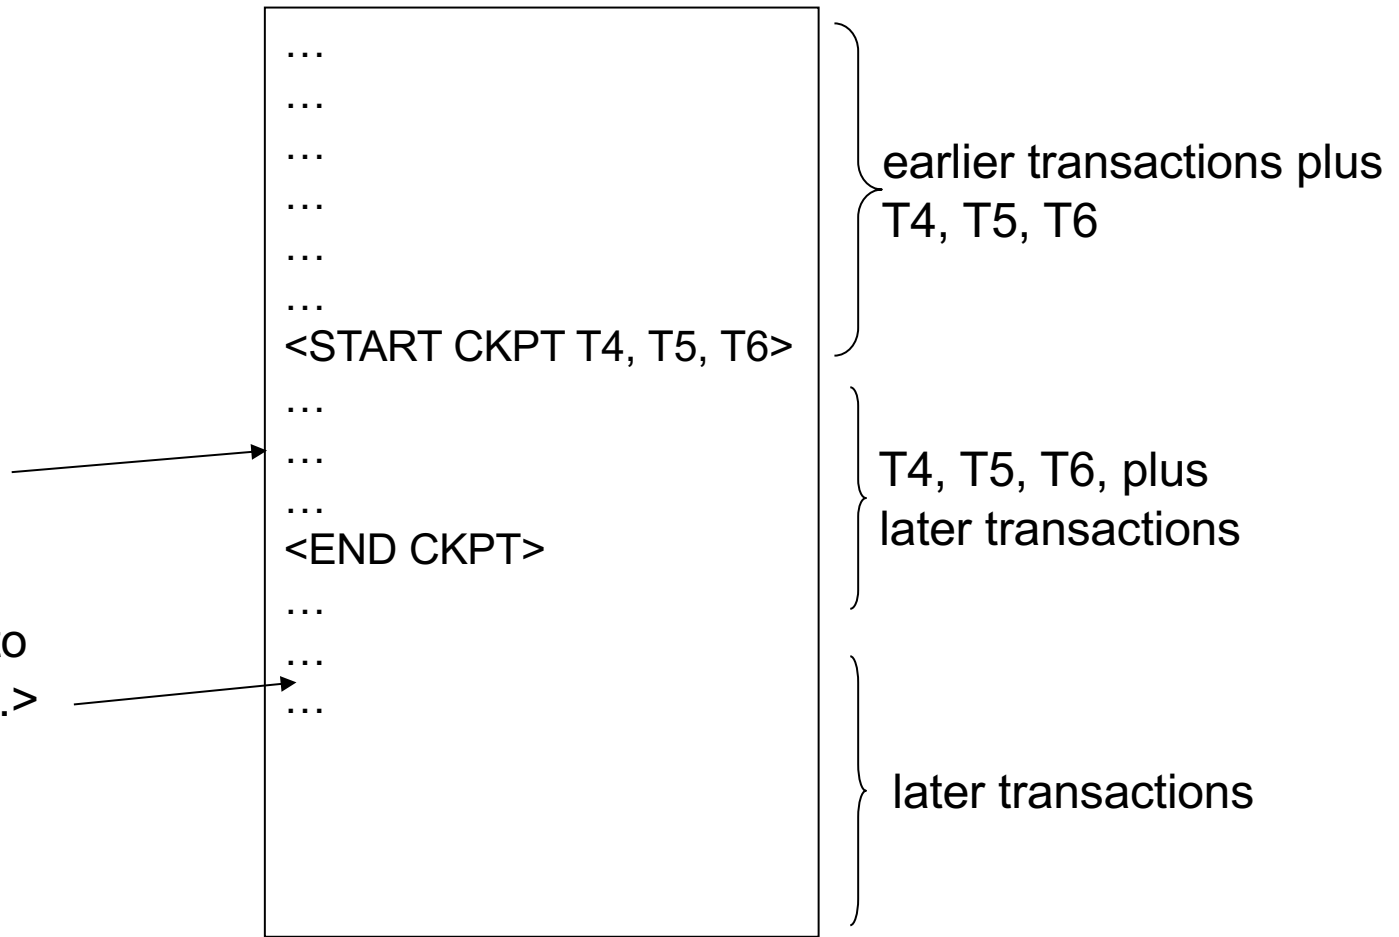 …
…
…
…
…
…
<START CKPT T4, T5, T6>
…
…
…
<END CKPT>
…
…
…
earlier transactions plus
T4, T5, T6
T4, T5, T6, plus
later transactions
later transactions
.>